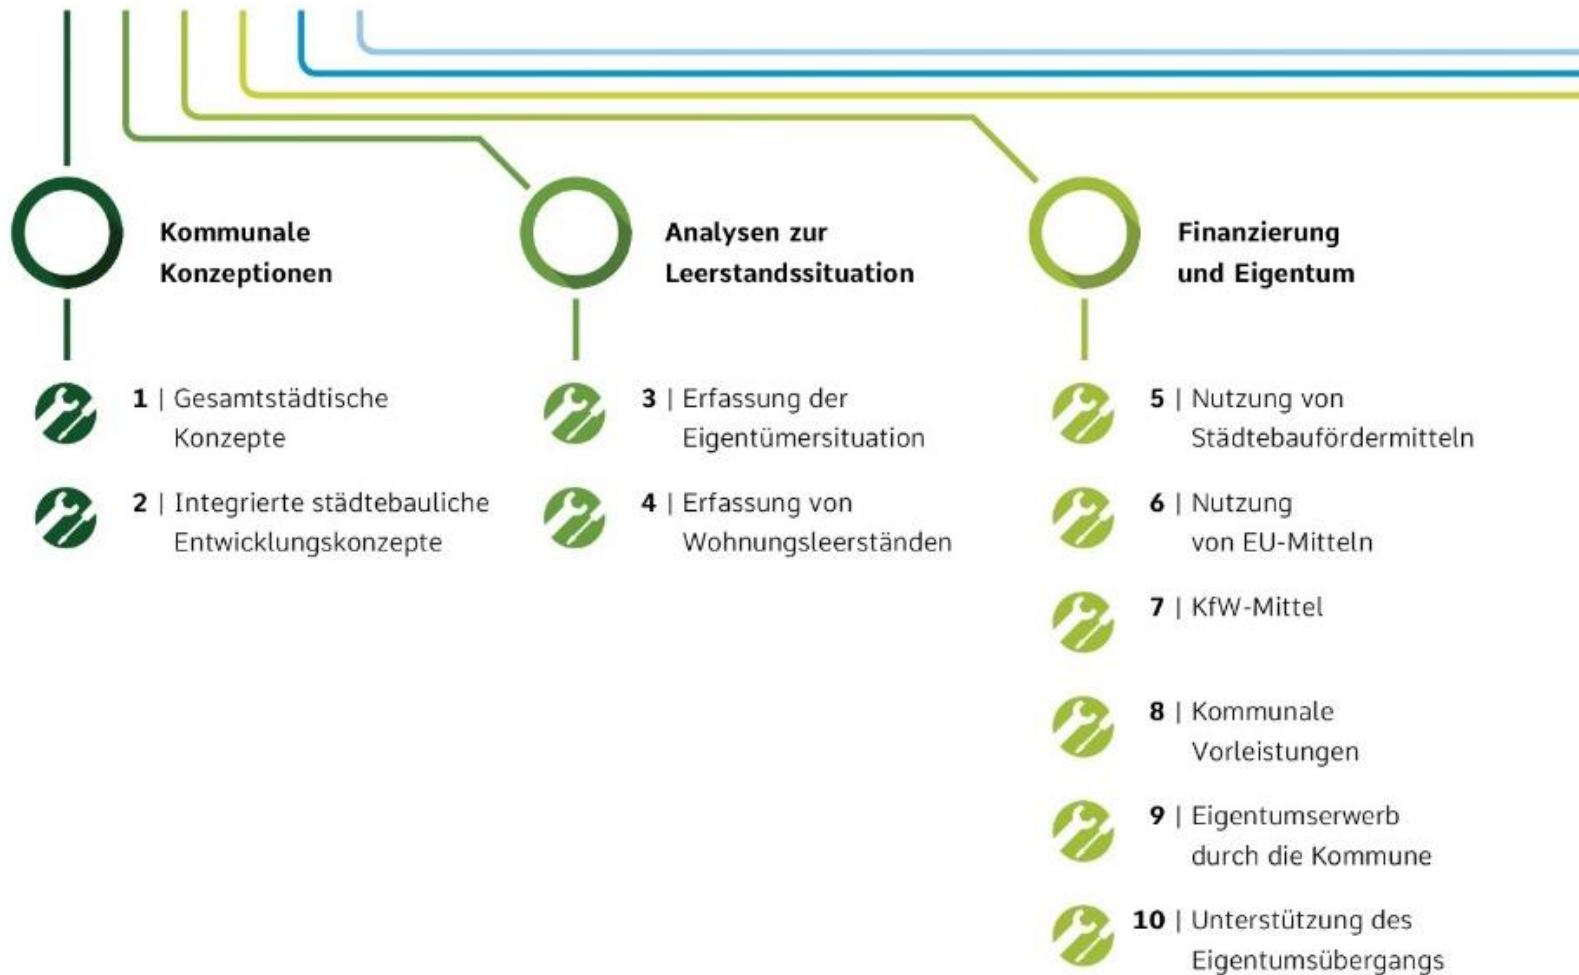 Kommunale
Konzeptionen
1 | Gesamtstädtische
Konzepte
2 | Integrierte städtebauliche
Entwicklungskonzepte
Analysen zur
Leerstandssituation
3 | Erfassung der
Eigentümersituation
4 | Erfassung von
Wohnungsleerständen
Finanzierung
und Eigentum
5 | Nutzung von
Städtebaufördermitteln
6 | Nutzung
von EU-Mitteln
7 | KfW-Mittel
8 | Kommunale
Vorleistungen
9 | Eigentumserwerb
durch die Kommune
10 | Unterstützung des
Eigentumsübergangs